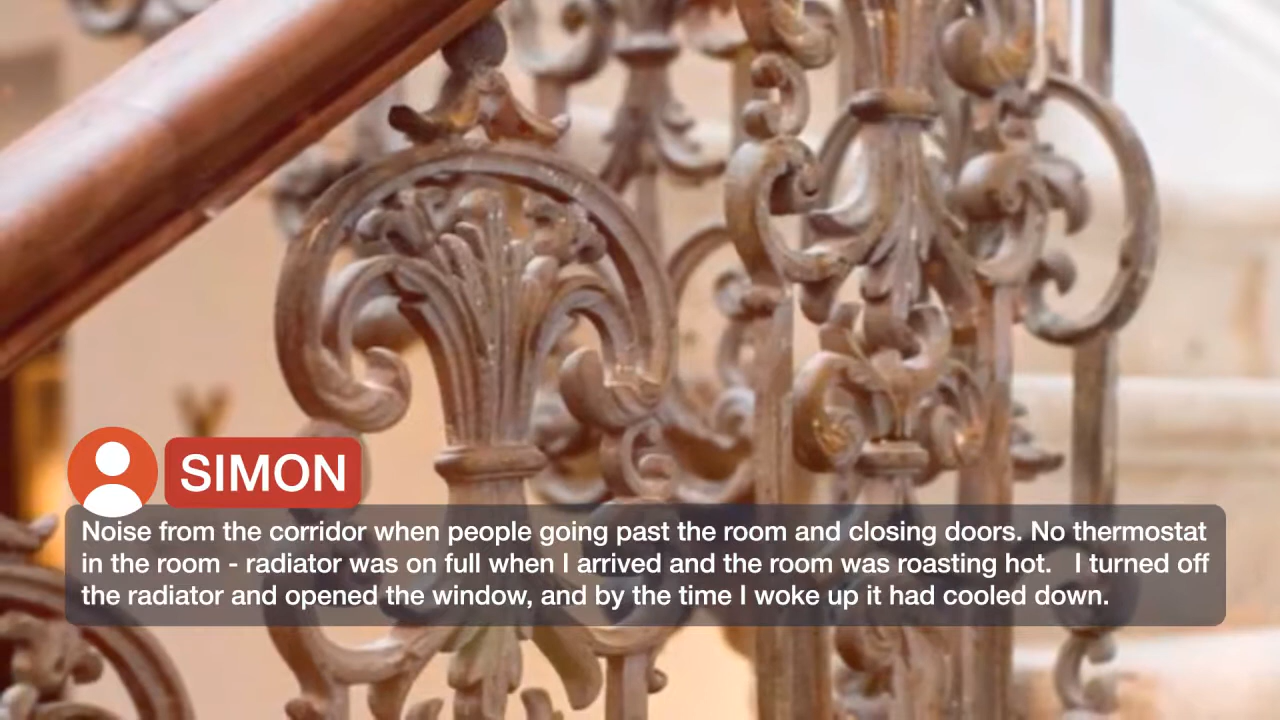 SIMON
Noise from the corridor when people going past the room and closing doors. No thermostat
in the room - radiator was on full when I arrived and the room was roasting hot.   I turned off
the radiator and opened the window, and by the time I woke up it had cooled down.